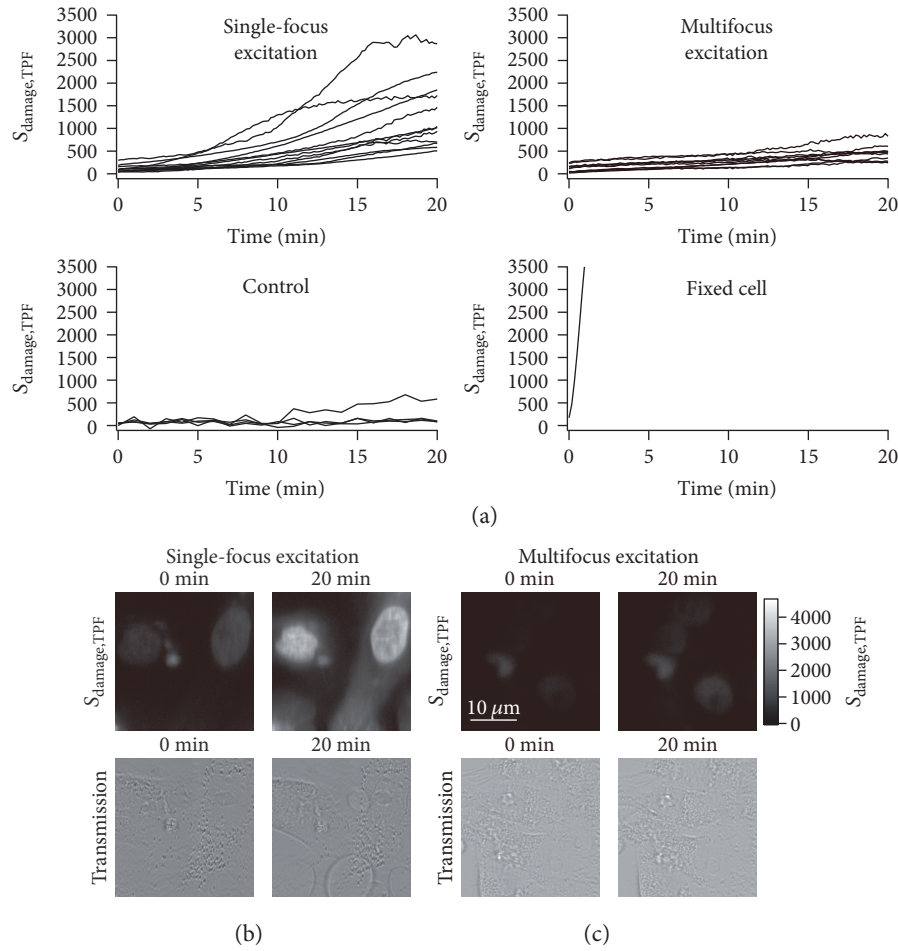 Single-focus
excitation
S_damage,TPF
3500
3000
2500
2000
1500
1000
500
0
0 5 10 15 20
Time (min)
Multifocus
excitation
S_damage,TPF
3500
3000
2500
2000
1500
1000
500
0
0 5 10 15 20
Time (min)
Control
S_damage,TPF
3500
3000
2500
2000
1500
1000
500
0
0 5 10 15 20
Time (min)
Fixed cell
S_damage,TPF
3500
3000
2500
2000
1500
1000
500
0
0 5 10 15 20
Time (min)
(a)
Single-focus excitation
0 min 20 min
S_damage,TPF
0 min 20 min
Transmission
(b)
Multifocus excitation
0 min 20 min
S_damage,TPF
10 μm
4000
3000
2000
1000
0
S_damage,TPF
0 min 20 min
Transmission
(c)